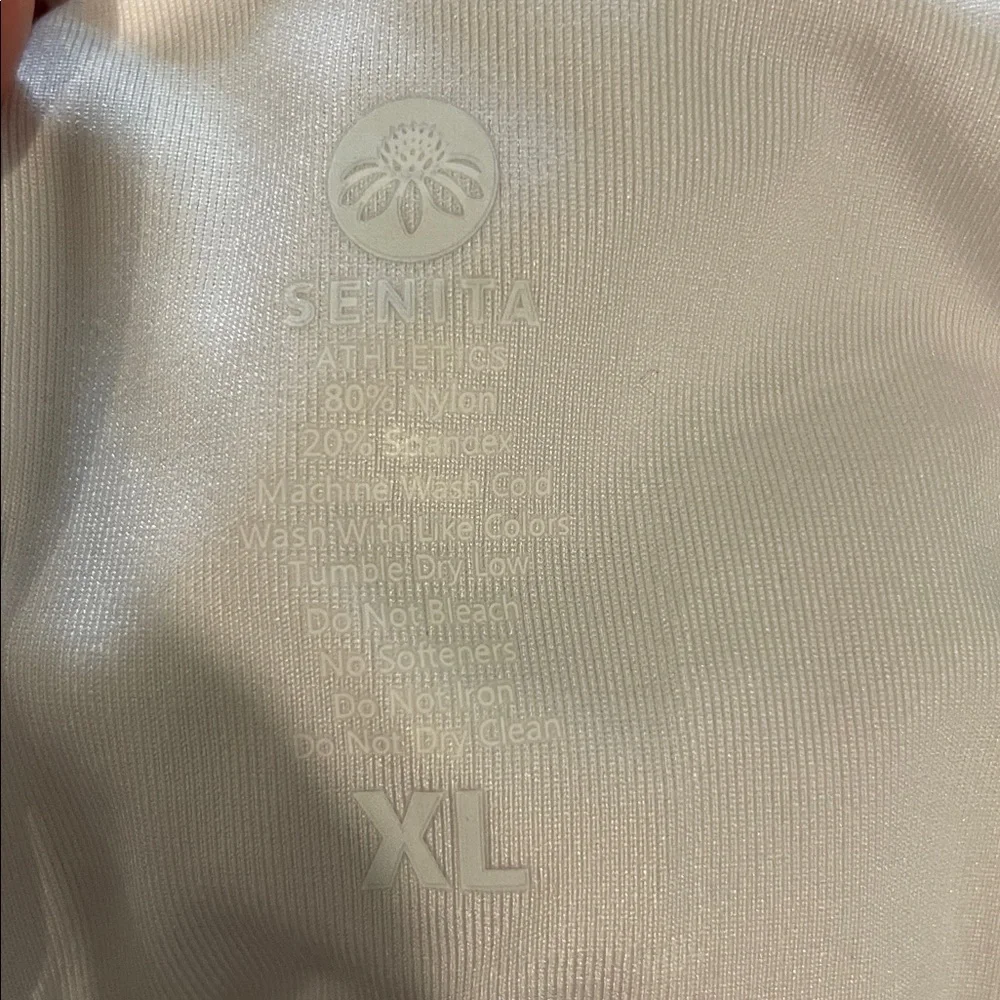 SENITA
ATHLETICS
80% Nylon
20% Spandex
Machine Wash Cold
Wash With Like Colors
Tumble Dry Low
Do Not Bleach
No Softeners
Do Not Iron
Do Not Dry Clean
XL